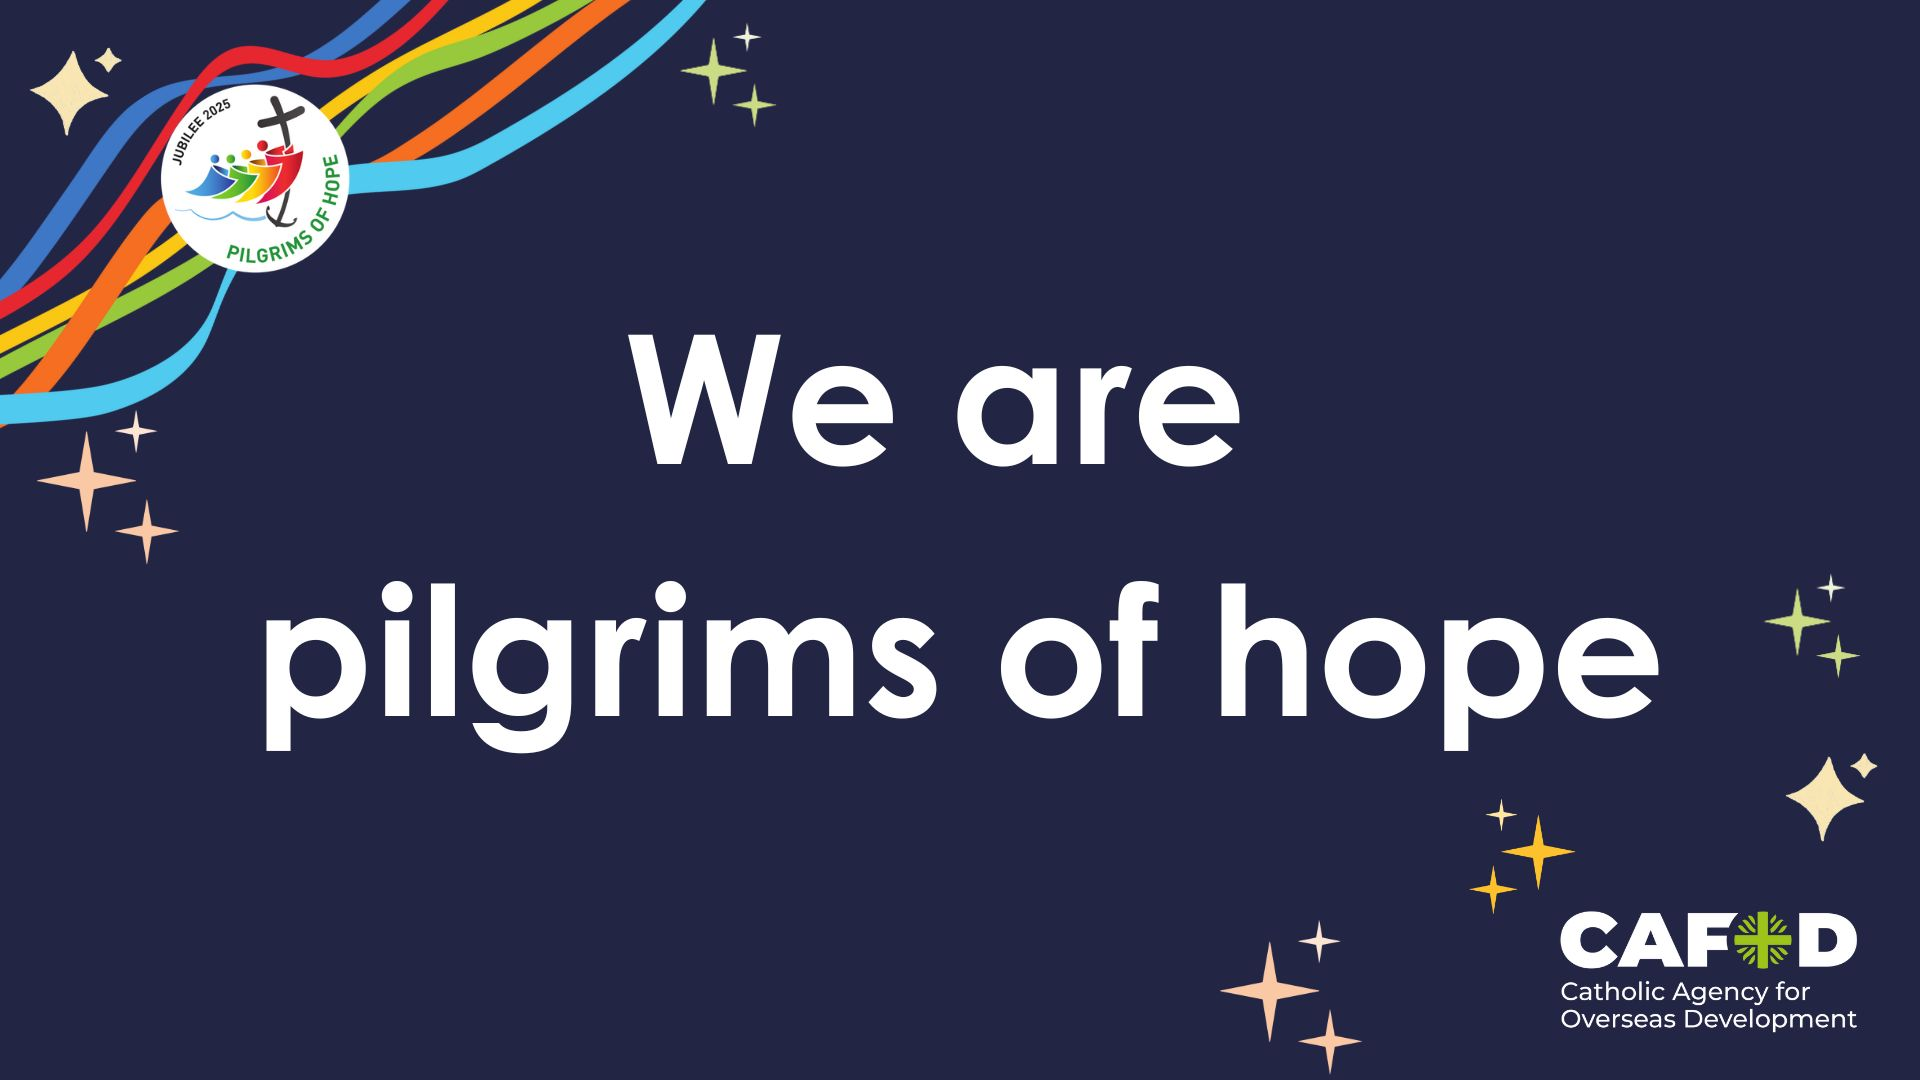 JUBILEE 2025
PILGRIMS OF HOPE
We are
pilgrims of hope
CAFOD
Catholic Agency for
Overseas Development